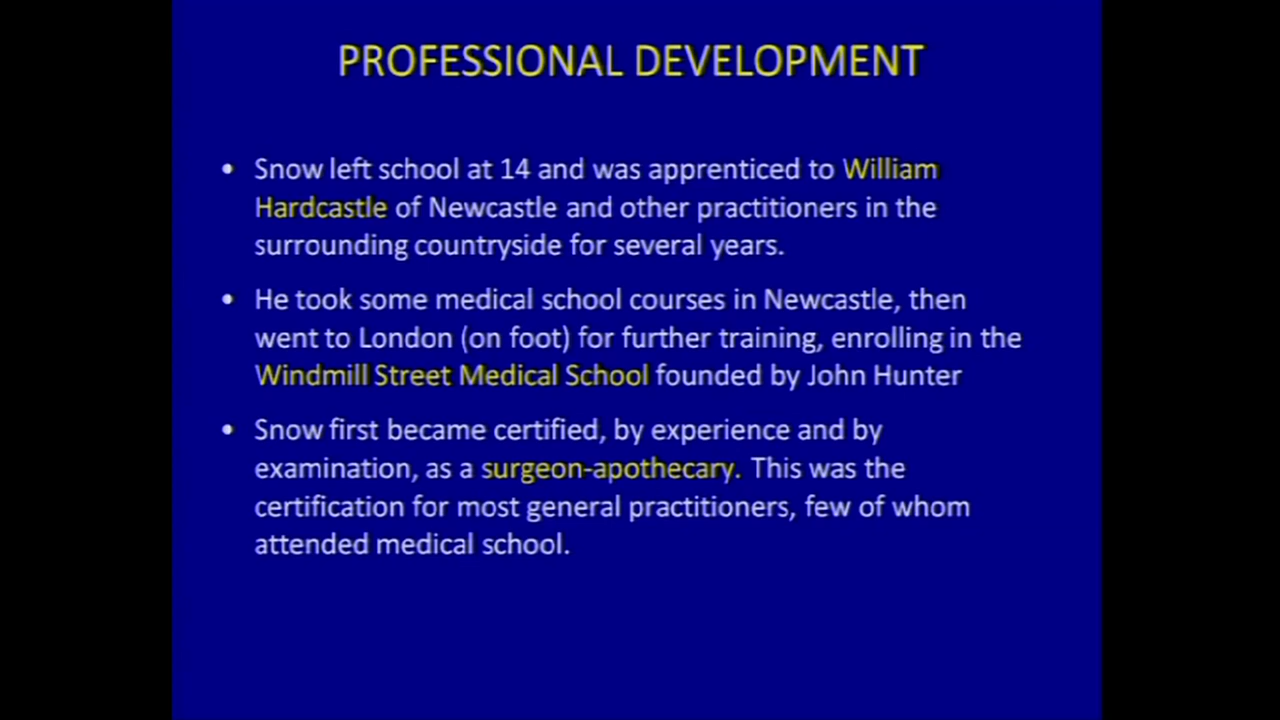 PROFESSIONAL DEVELOPMENT
• Snow left school at 14 and was apprenticed to William
Hardcastle of Newcastle and other practitioners in the
surrounding countryside for several years.
• He took some medical school courses in Newcastle, then
went to London (on foot) for further training, enrolling in the
Windmill Street Medical School founded by John Hunter
• Snow first became certified, by experience and by
examination, as a surgeon-apothecary. This was the
certification for most general practitioners, few of whom
attended medical school.